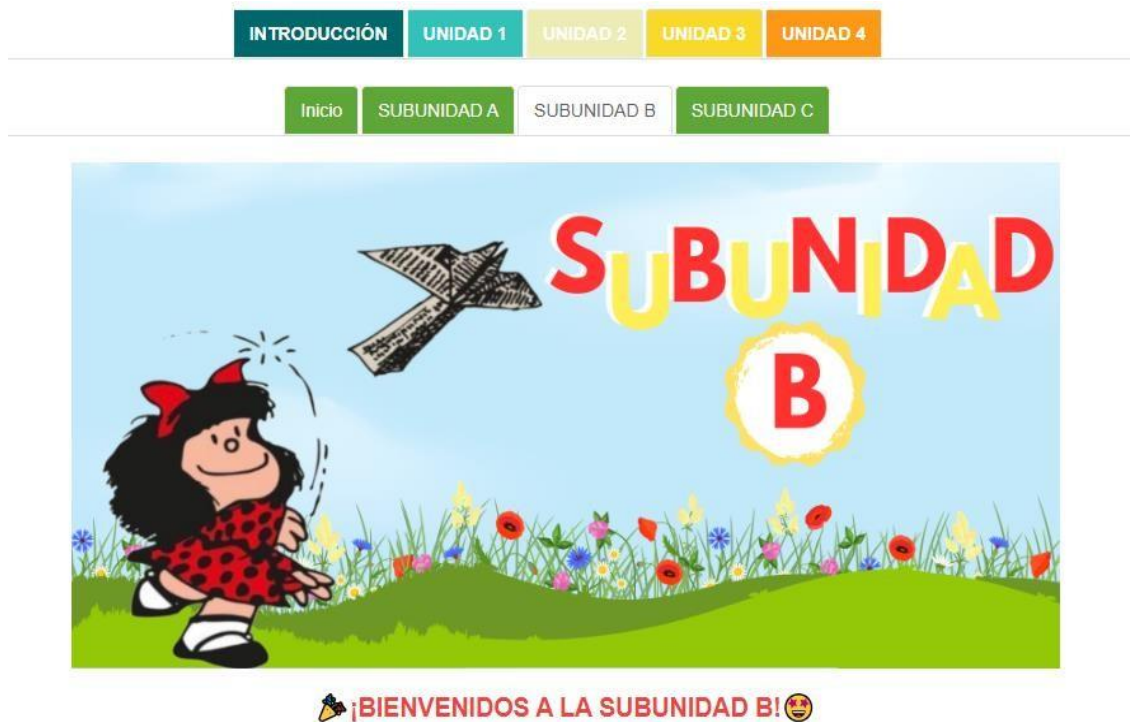 INTRODUCCIÓN UNIDAD 1 UNIDAD 2 UNIDAD 3 UNIDAD 4
Inicio SUBUNIDAD A SUBUNIDAD B SUBUNIDAD C
SUBUNIDAD
B
🎉¡BIENVENIDOS A LA SUBUNIDAD B!🤩